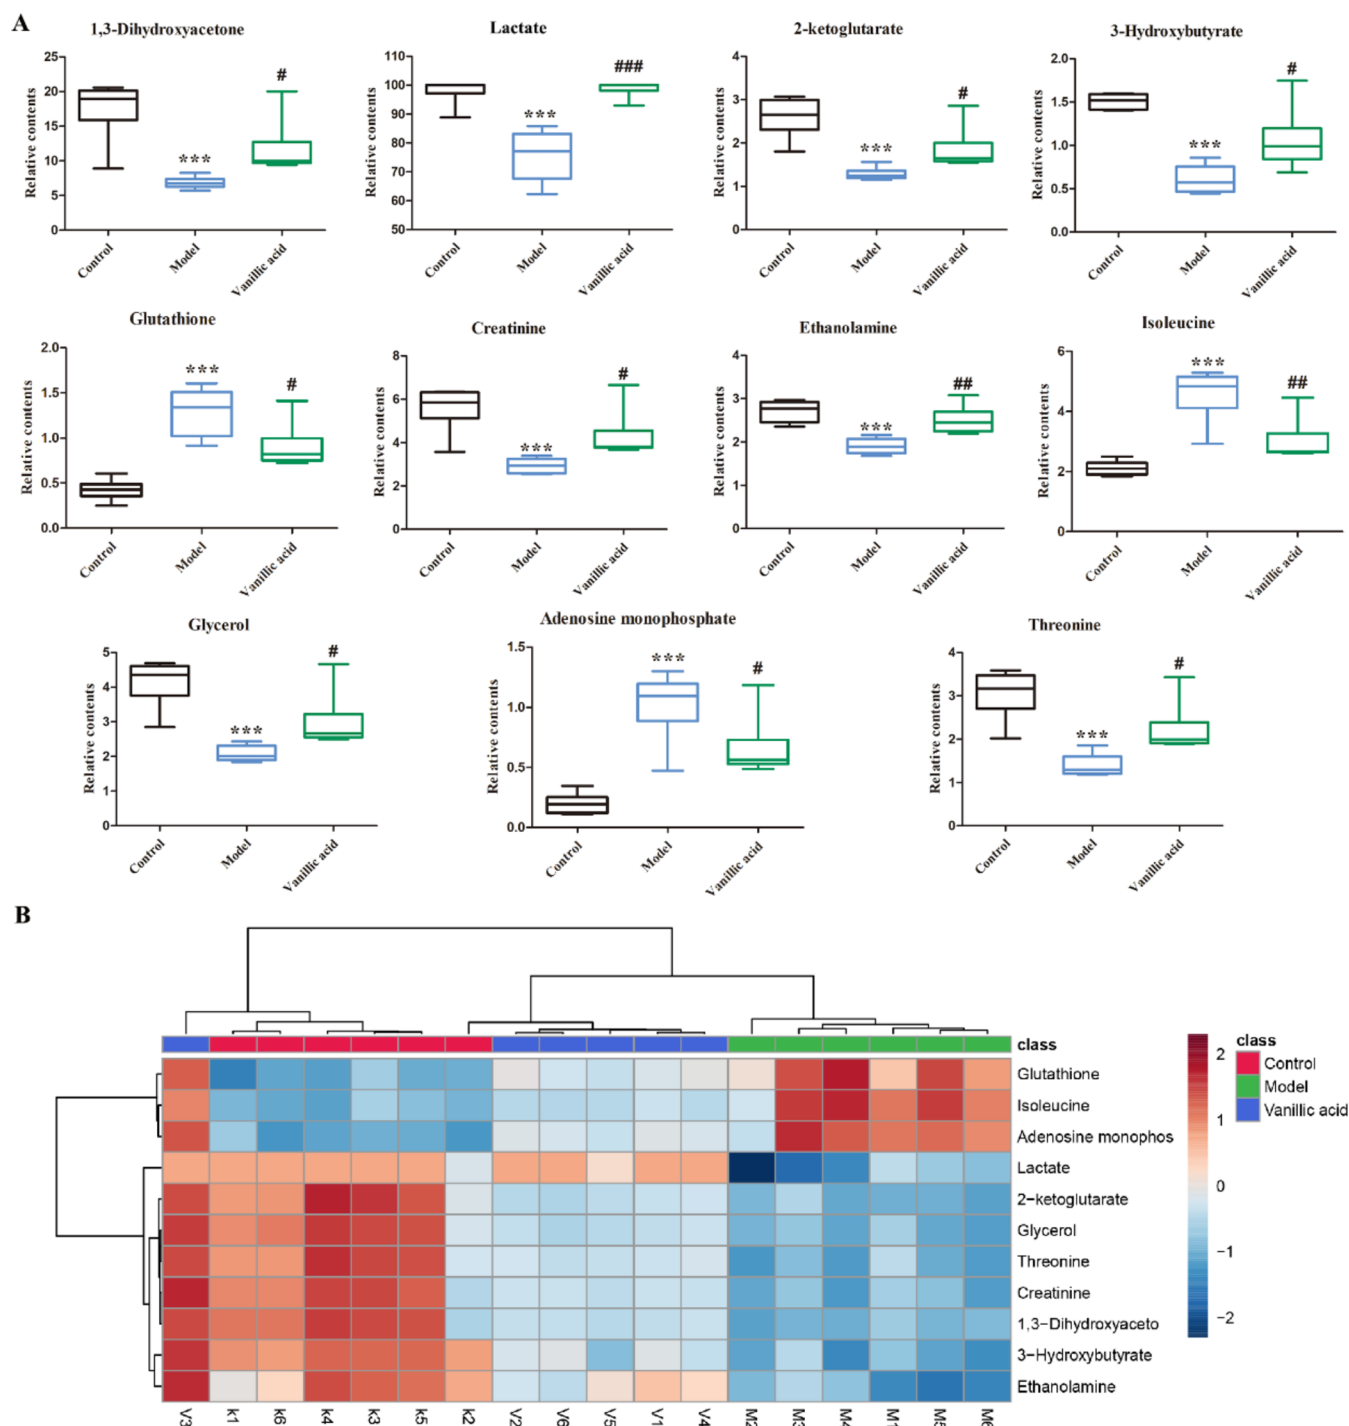 A
1,3-Dihydroxyacetone
Relative contents
25
20
15
10
5
0
***
#
Control
Model
Vanillic acid
Lactate
Relative contents
110
100
90
80
70
60
50
***
###
Control
Model
Vanillic acid
2-ketoglutarate
Relative contents
4
3
2
1
0
***
#
Control
Model
Vanillic acid
3-Hydroxybutyrate
Relative contents
2.0
1.5
1.0
0.5
0.0
***
#
Control
Model
Vanillic acid
Glutathione
Relative contents
2.0
1.5
1.0
0.5
0.0
***
#
Control
Model
Vanillic acid
Creatinine
Relative contents
8
6
4
2
0
***
#
Control
Model
Vanillic acid
Ethanolamine
Relative contents
4
3
2
1
0
***
##
Control
Model
Vanillic acid
Isoleucine
Relative contents
6
4
2
0
***
##
Control
Model
Vanillic acid
Glycerol
Relative contents
5
4
3
2
1
0
***
#
Control
Model
Vanillic acid
Adenosine monophosphate
Relative contents
1.5
1.0
0.5
0.0
***
#
Control
Model
Vanillic acid
Threonine
Relative contents
4
3
2
1
0
***
#
Control
Model
Vanillic acid
B
class
Glutathione
Isoleucine
Adenosine monophos
Lactate
2−ketoglutarate
Glycerol
Threonine
Creatinine
1,3−Dihydroxyaceto
3−Hydroxybutyrate
Ethanolamine
V3 k1 k6 k4 k3 k5 k2 V2 V6 V5 V1 V4 M2 M3 M4 M1 M5 M6
2
1
0
−1
−2
class
Control
Model
Vanillic acid